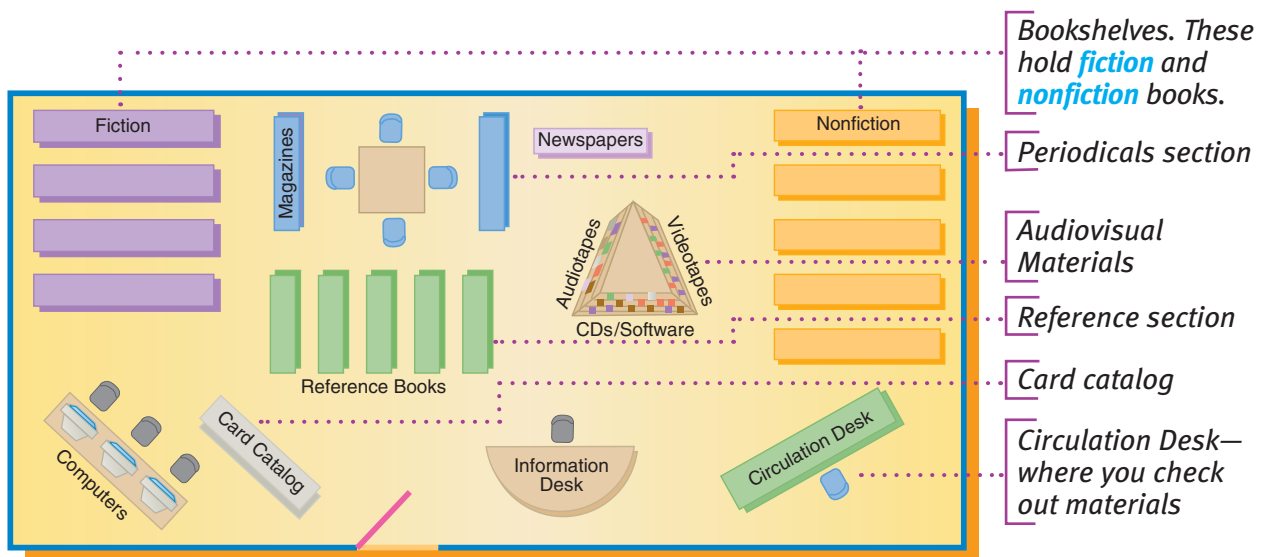 Bookshelves. These
hold fiction and
nonfiction books.
Fiction
Magazines
Newspapers
Nonfiction
Periodicals section
Audiotapes
Videotapes
CDs/Software
Audiovisual
Materials
Reference Books
Reference section
Computers
Card Catalog
Card catalog
Information
Desk
Circulation Desk
Circulation Desk—
where you check
out materials